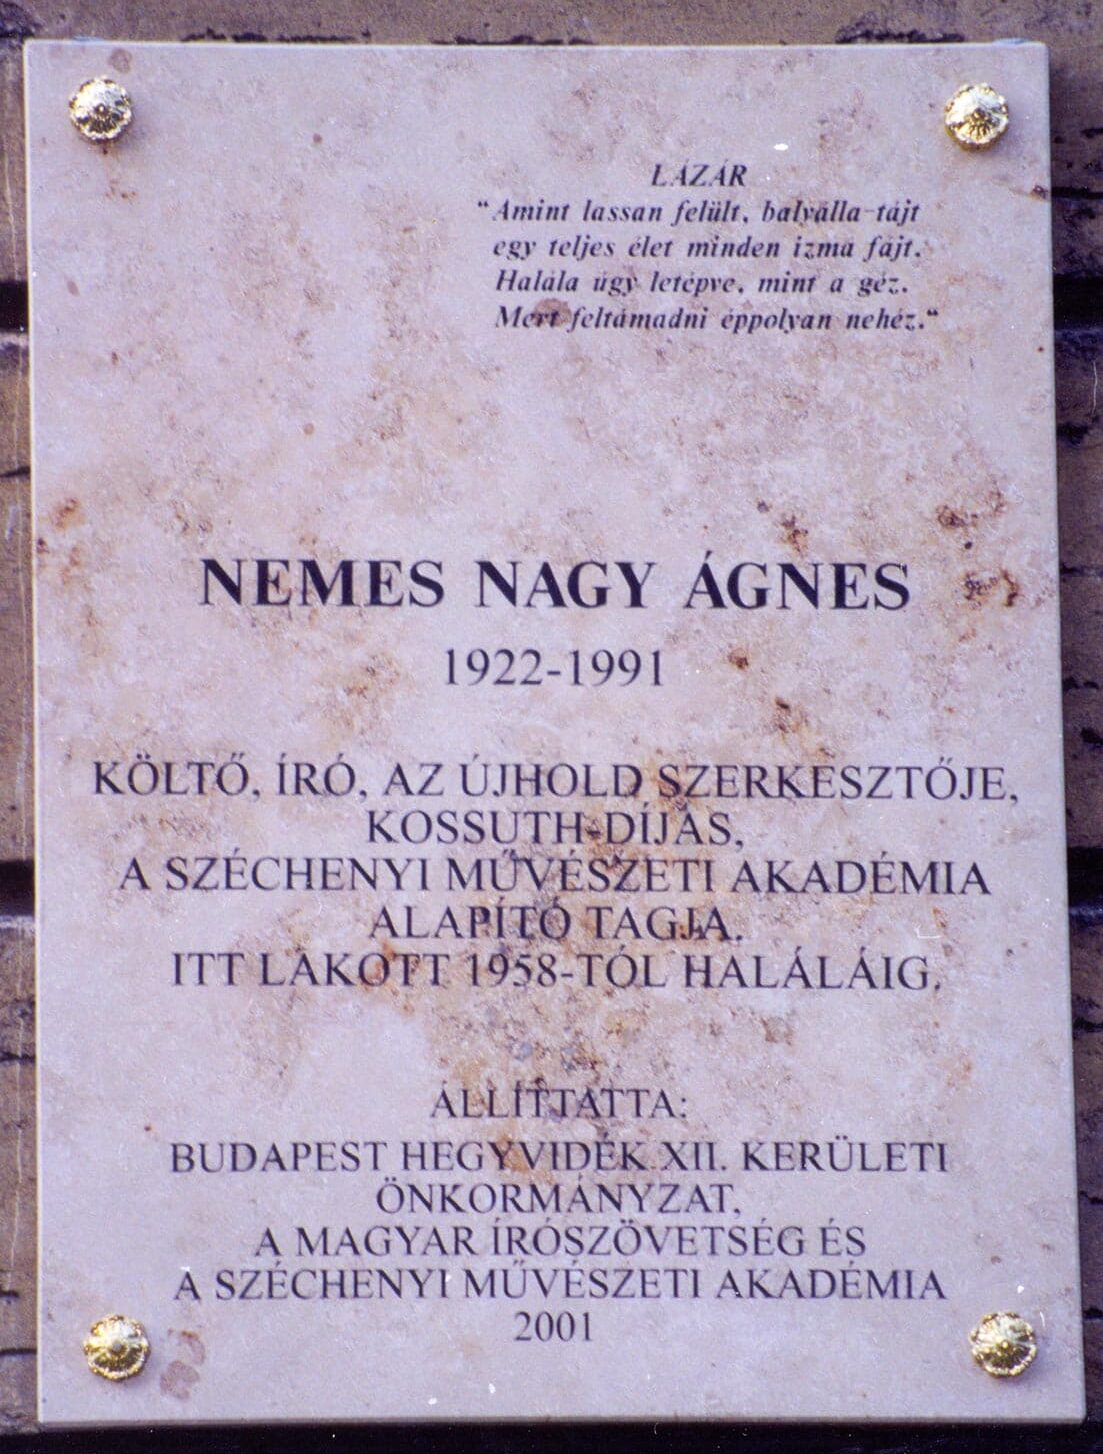 LÁZÁR
"Amint lassan felült, balválla-tájt
egy teljes élet minden izma fájt.
Halála úgy letépve, mint a géz.
Mert feltámadni éppolyan nehéz."
NEMES NAGY ÁGNES
1922-1991
KÖLTŐ, ÍRÓ, AZ ÚJHOLD SZERKESZTŐJE,
KOSSUTH-DÍJAS,
A SZÉCHENYI MŰVÉSZETI AKADÉMIA
ALAPÍTÓ TAGJA.
ITT LAKOTT 1958-TÓL HALÁLÁIG.
ÁLLÍTTATTA:
BUDAPEST HEGYVIDÉK XII. KERÜLETI
ÖNKORMÁNYZAT,
A MAGYAR ÍRÓSZÖVETSÉG ÉS
A SZÉCHENYI MŰVÉSZETI AKADÉMIA
2001